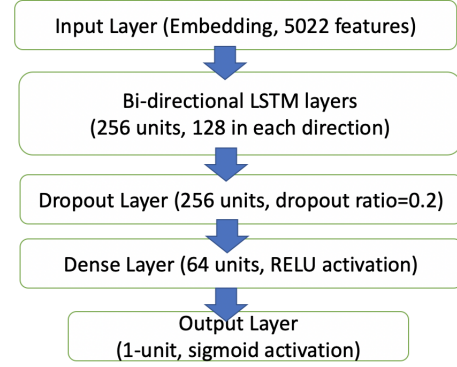 Input Layer (Embedding, 5022 features)
Bi-directional LSTM layers
(256 units, 128 in each direction)
Dropout Layer (256 units, dropout ratio=0.2)
Dense Layer (64 units, RELU activation)
Output Layer
(1-unit, sigmoid activation)